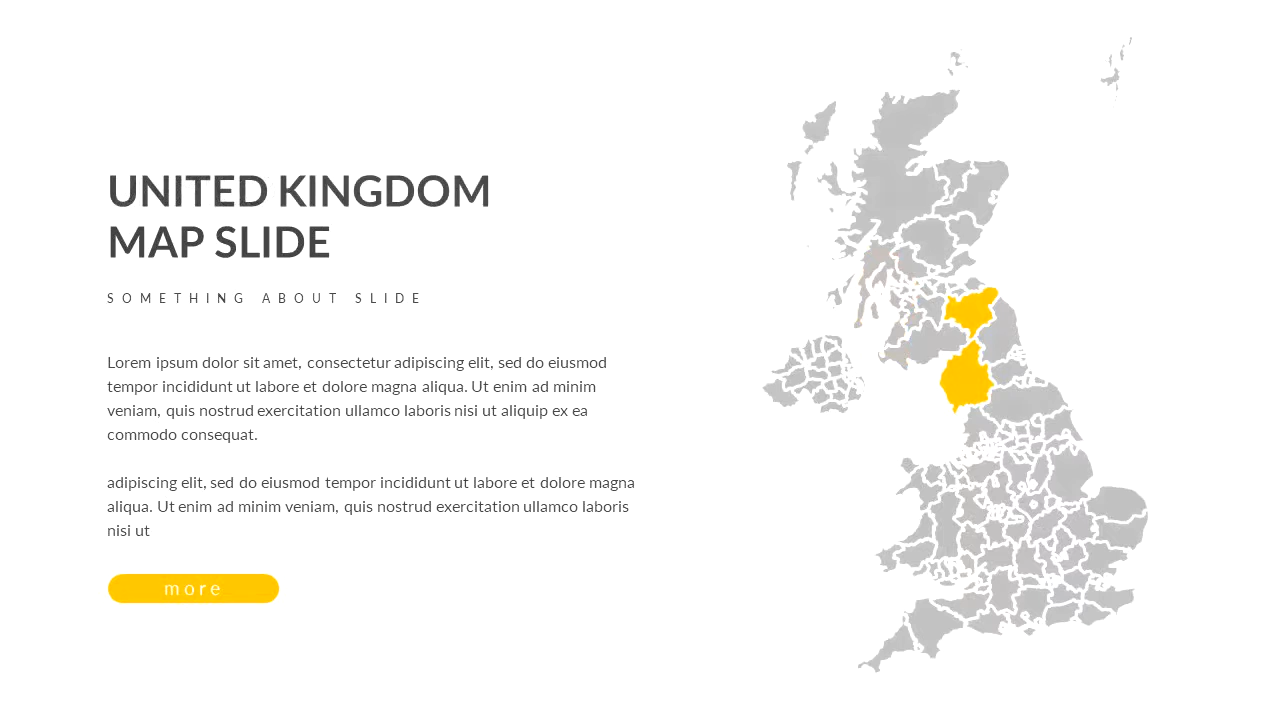 UNITED KINGDOM
MAP SLIDE
SOMETHING ABOUT SLIDE
Lorem ipsum dolor sit amet, consectetur adipiscing elit, sed do eiusmod
tempor incididunt ut labore et dolore magna aliqua. Ut enim ad minim
veniam, quis nostrud exercitation ullamco laboris nisi ut aliquip ex ea
commodo consequat.
adipiscing elit, sed do eiusmod tempor incididunt ut labore et dolore magna
aliqua. Ut enim ad minim veniam, quis nostrud exercitation ullamco laboris
nisi ut
more